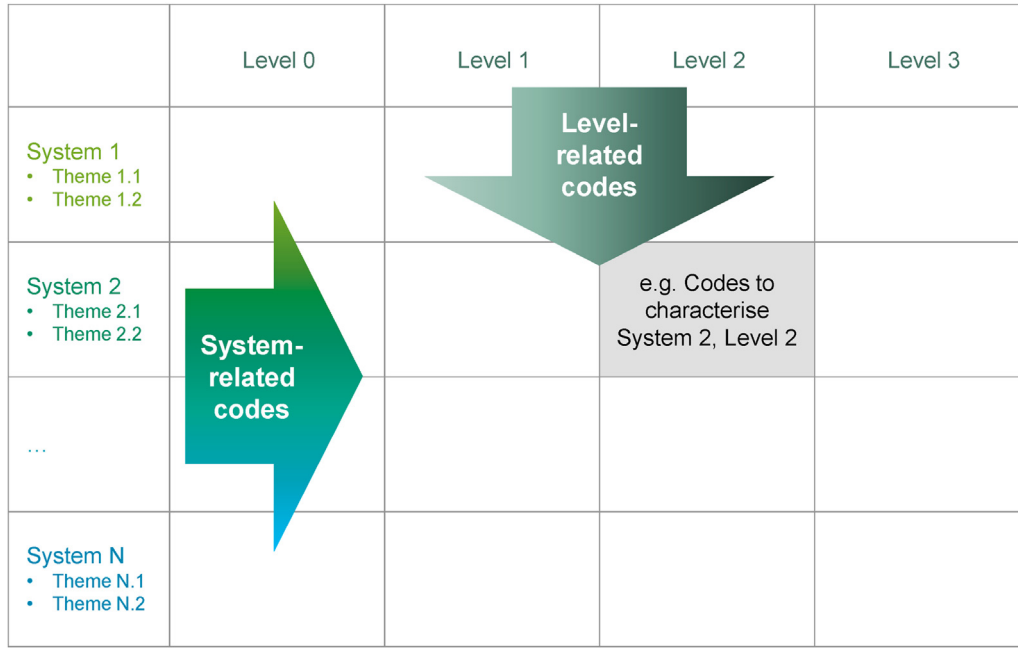 Level 0
Level 1
Level 2
Level 3
System 1
• Theme 1.1
• Theme 1.2
Level-
related
codes
System 2
• Theme 2.1
• Theme 2.2
e.g. Codes to
characterise
System 2, Level 2
System-
related
codes
...
System N
• Theme N.1
• Theme N.2